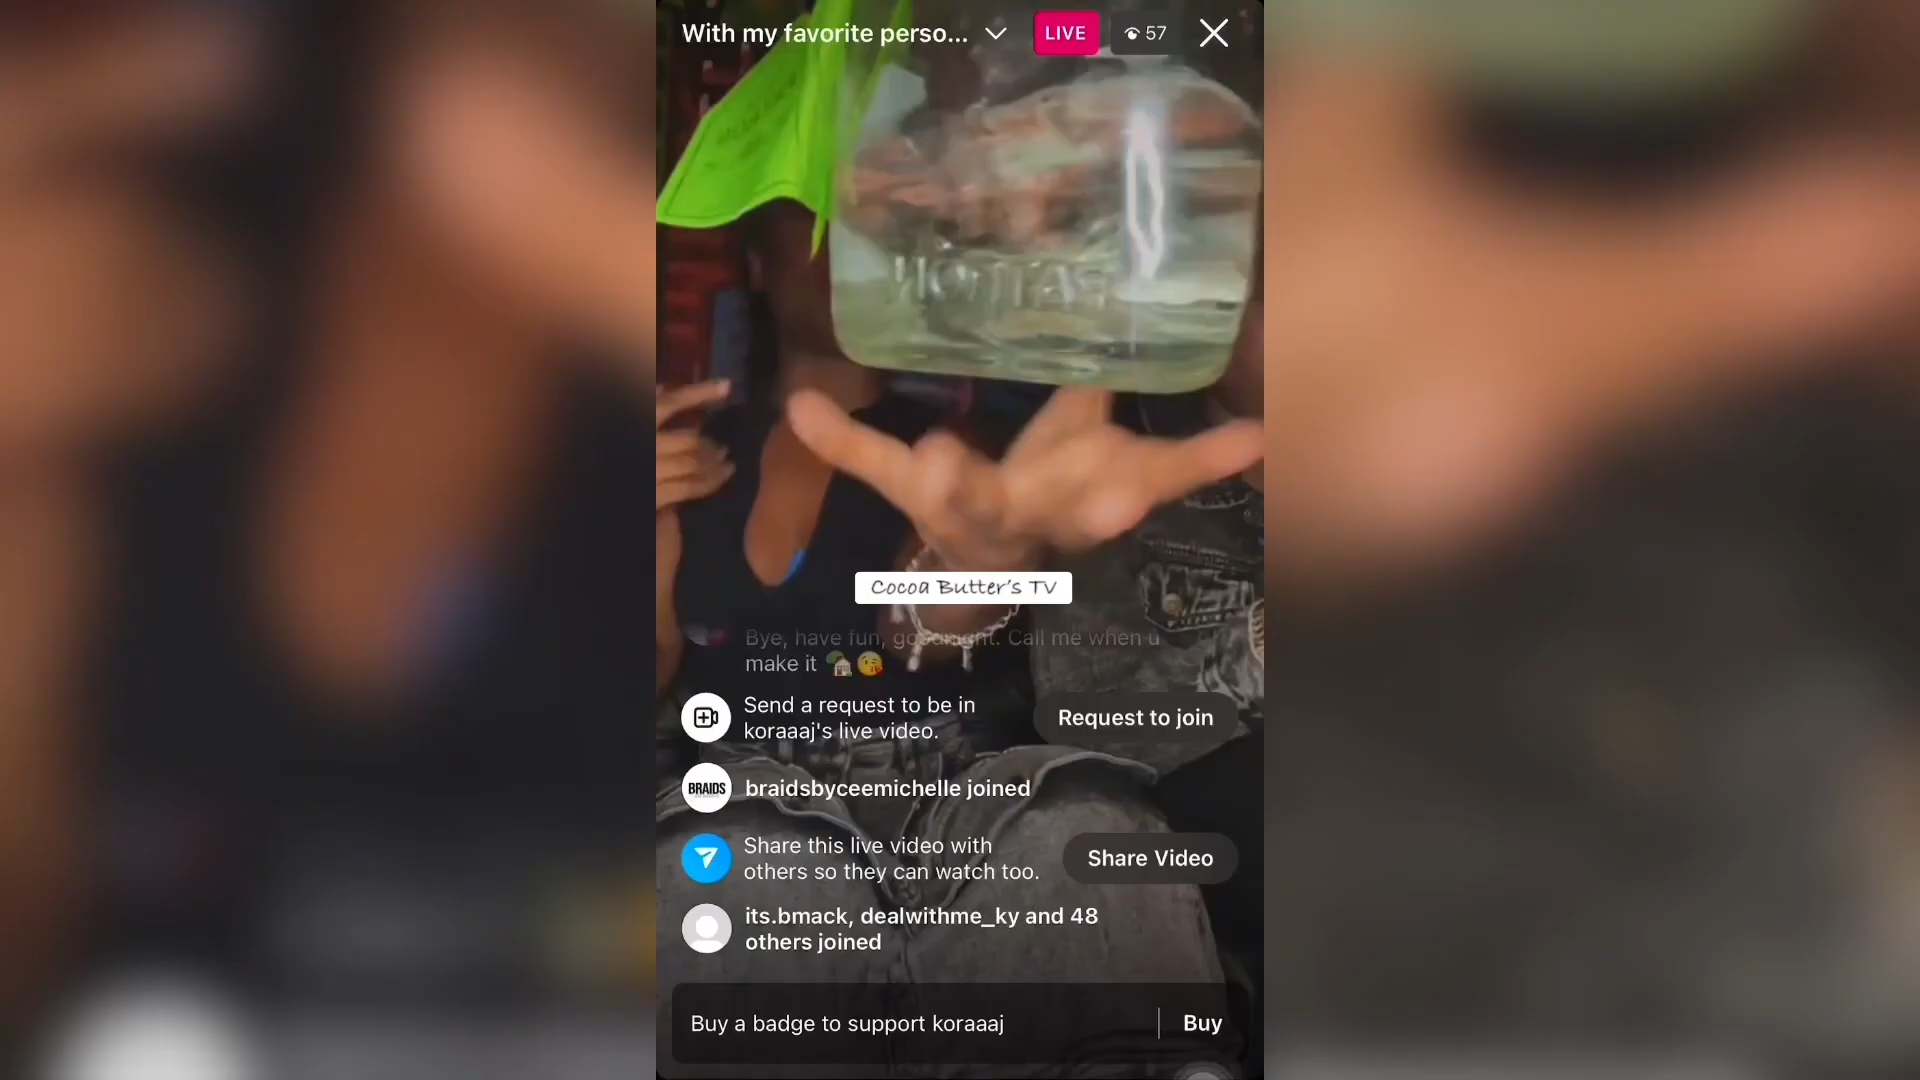 With my favorite perso...
LIVE
57
PATTON
Cocoa Butter's TV
Bye, have fun, goodnight. Call me when u
make it 🏡😘
Send a request to be in
koraaaj's live video.
Request to join
BRAIDS
braidsbyceemichelle joined
Share this live video with
others so they can watch too.
Share Video
its.bmack, dealwithme_ky and 48
others joined
Buy a badge to support koraaaj
Buy